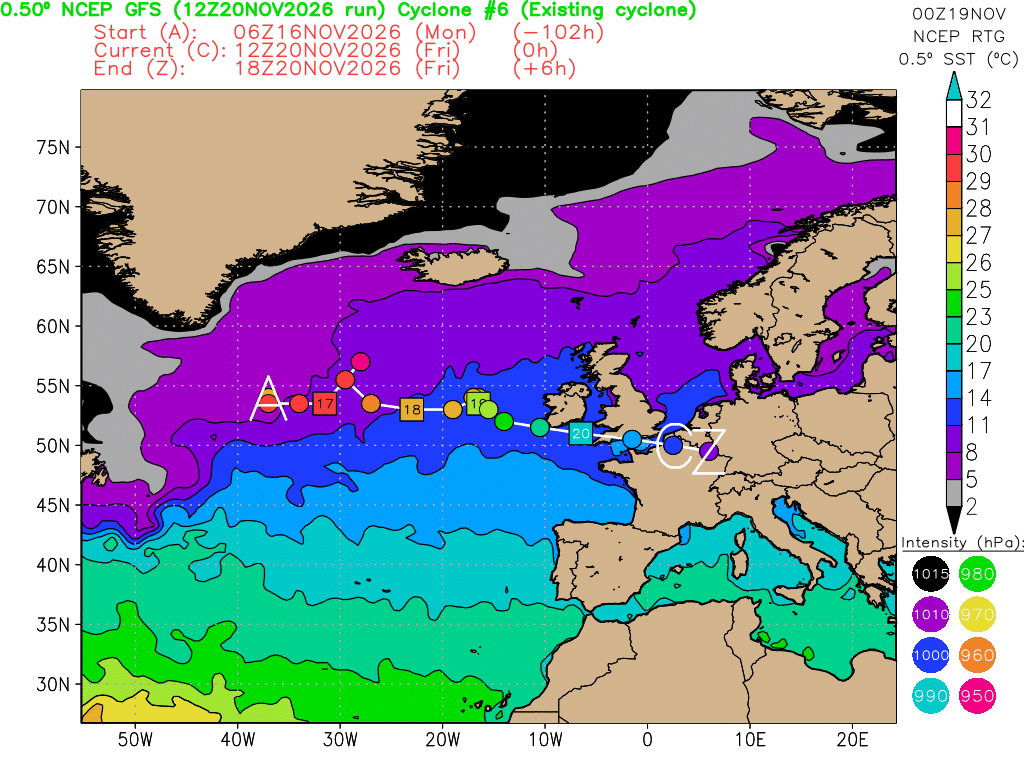 0.50° NCEP GFS (12Z20NOV2026 run) Cyclone #6 (Existing cyclone)
Start (A): 06Z16NOV2026 (Mon) (-102h)
Current (C): 12Z20NOV2026 (Fri) (0h)
End (Z): 18Z20NOV2026 (Fri) (+6h)
00Z19NOV
NCEP RTG
0.5° SST (°C)
32
31
30
29
28
27
26
25
23
20
17
14
11
8
5
2
75N
70N
65N
60N
55N
50N
45N
40N
35N
30N
A
17
18
19
20
C
Z
50W
40W
30W
20W
10W
0
10E
20E
Intensity (hPa):
1015 980
1010 970
1000 960
990 950